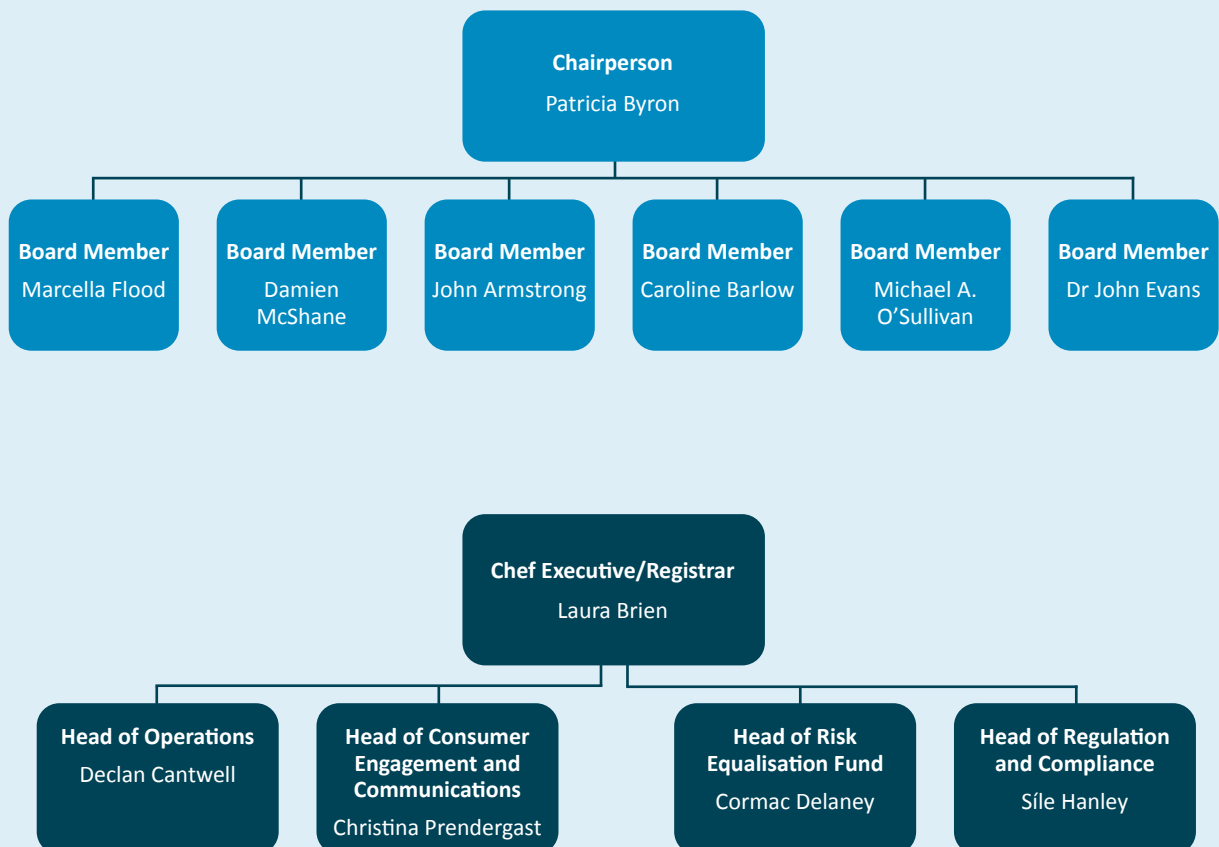 Chairperson
Patricia Byron
Board Member
Marcella Flood
Board Member
Damien
McShane
Board Member
John Armstrong
Board Member
Caroline Barlow
Board Member
Michael A.
O’Sullivan
Board Member
Dr John Evans
Chef Executive/Registrar
Laura Brien
Head of Operations
Declan Cantwell
Head of Consumer
Engagement and
Communications
Christina Prendergast
Head of Risk
Equalisation Fund
Cormac Delaney
Head of Regulation
and Compliance
Síle Hanley